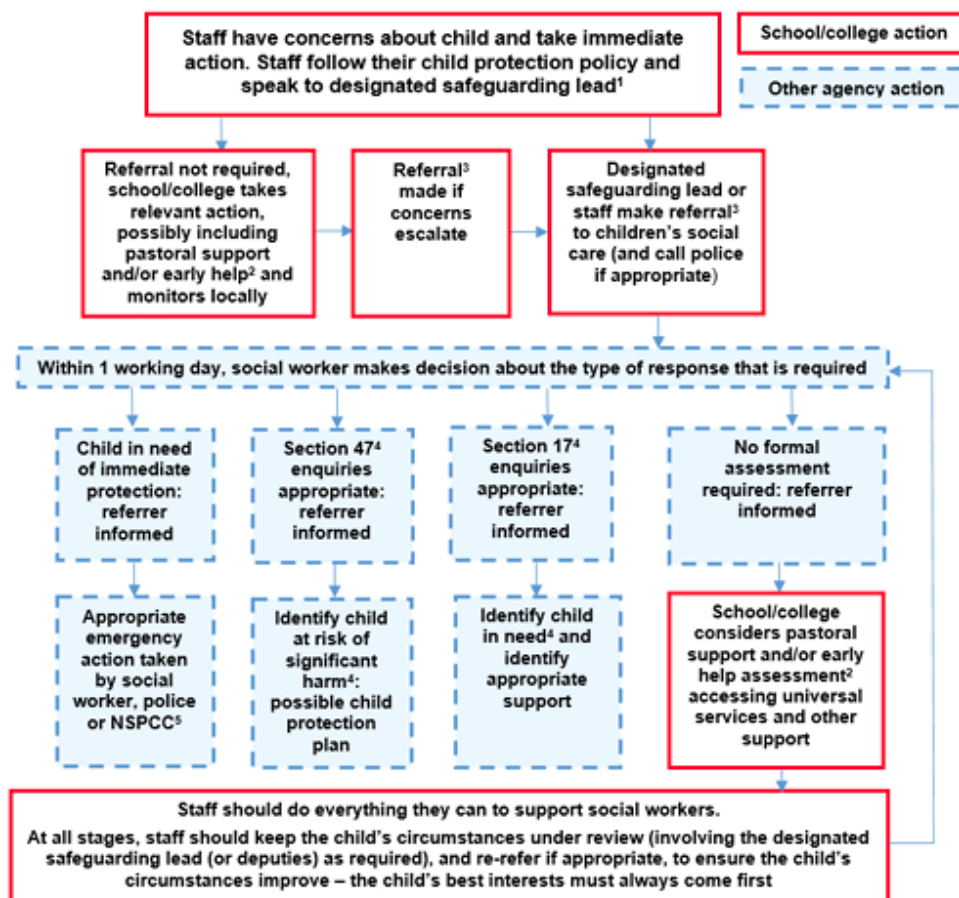 Staff have concerns about child and take immediate
action. Staff follow their child protection policy and
speak to designated safeguarding lead¹
School/college action
Other agency action
Referral not required,
school/college takes
relevant action,
possibly including
pastoral support
and/or early help² and
monitors locally
Referral³
made if
concerns
escalate
Designated
safeguarding lead or
staff make referral³
to children's social
care (and call police
if appropriate)
Within 1 working day, social worker makes decision about the type of response that is required
Child in need
of immediate
protection:
referrer
informed
Section 47⁴
enquiries
appropriate:
referrer
informed
Section 17⁴
enquiries
appropriate:
referrer
informed
No formal
assessment
required: referrer
informed
Appropriate
emergency
action taken
by social
worker, police
or NSPCC⁵
Identify child
at risk of
significant
harm⁴:
possible child
protection
plan
Identify child
in need⁴ and
identify
appropriate
support
School/college
considers pastoral
support and/or early
help assessment²
accessing universal
services and other
support
Staff should do everything they can to support social workers.
At all stages, staff should keep the child's circumstances under review (involving the designated
safeguarding lead (or deputies) as required), and re-refer if appropriate, to ensure the child's
circumstances improve – the child's best interests must always come first